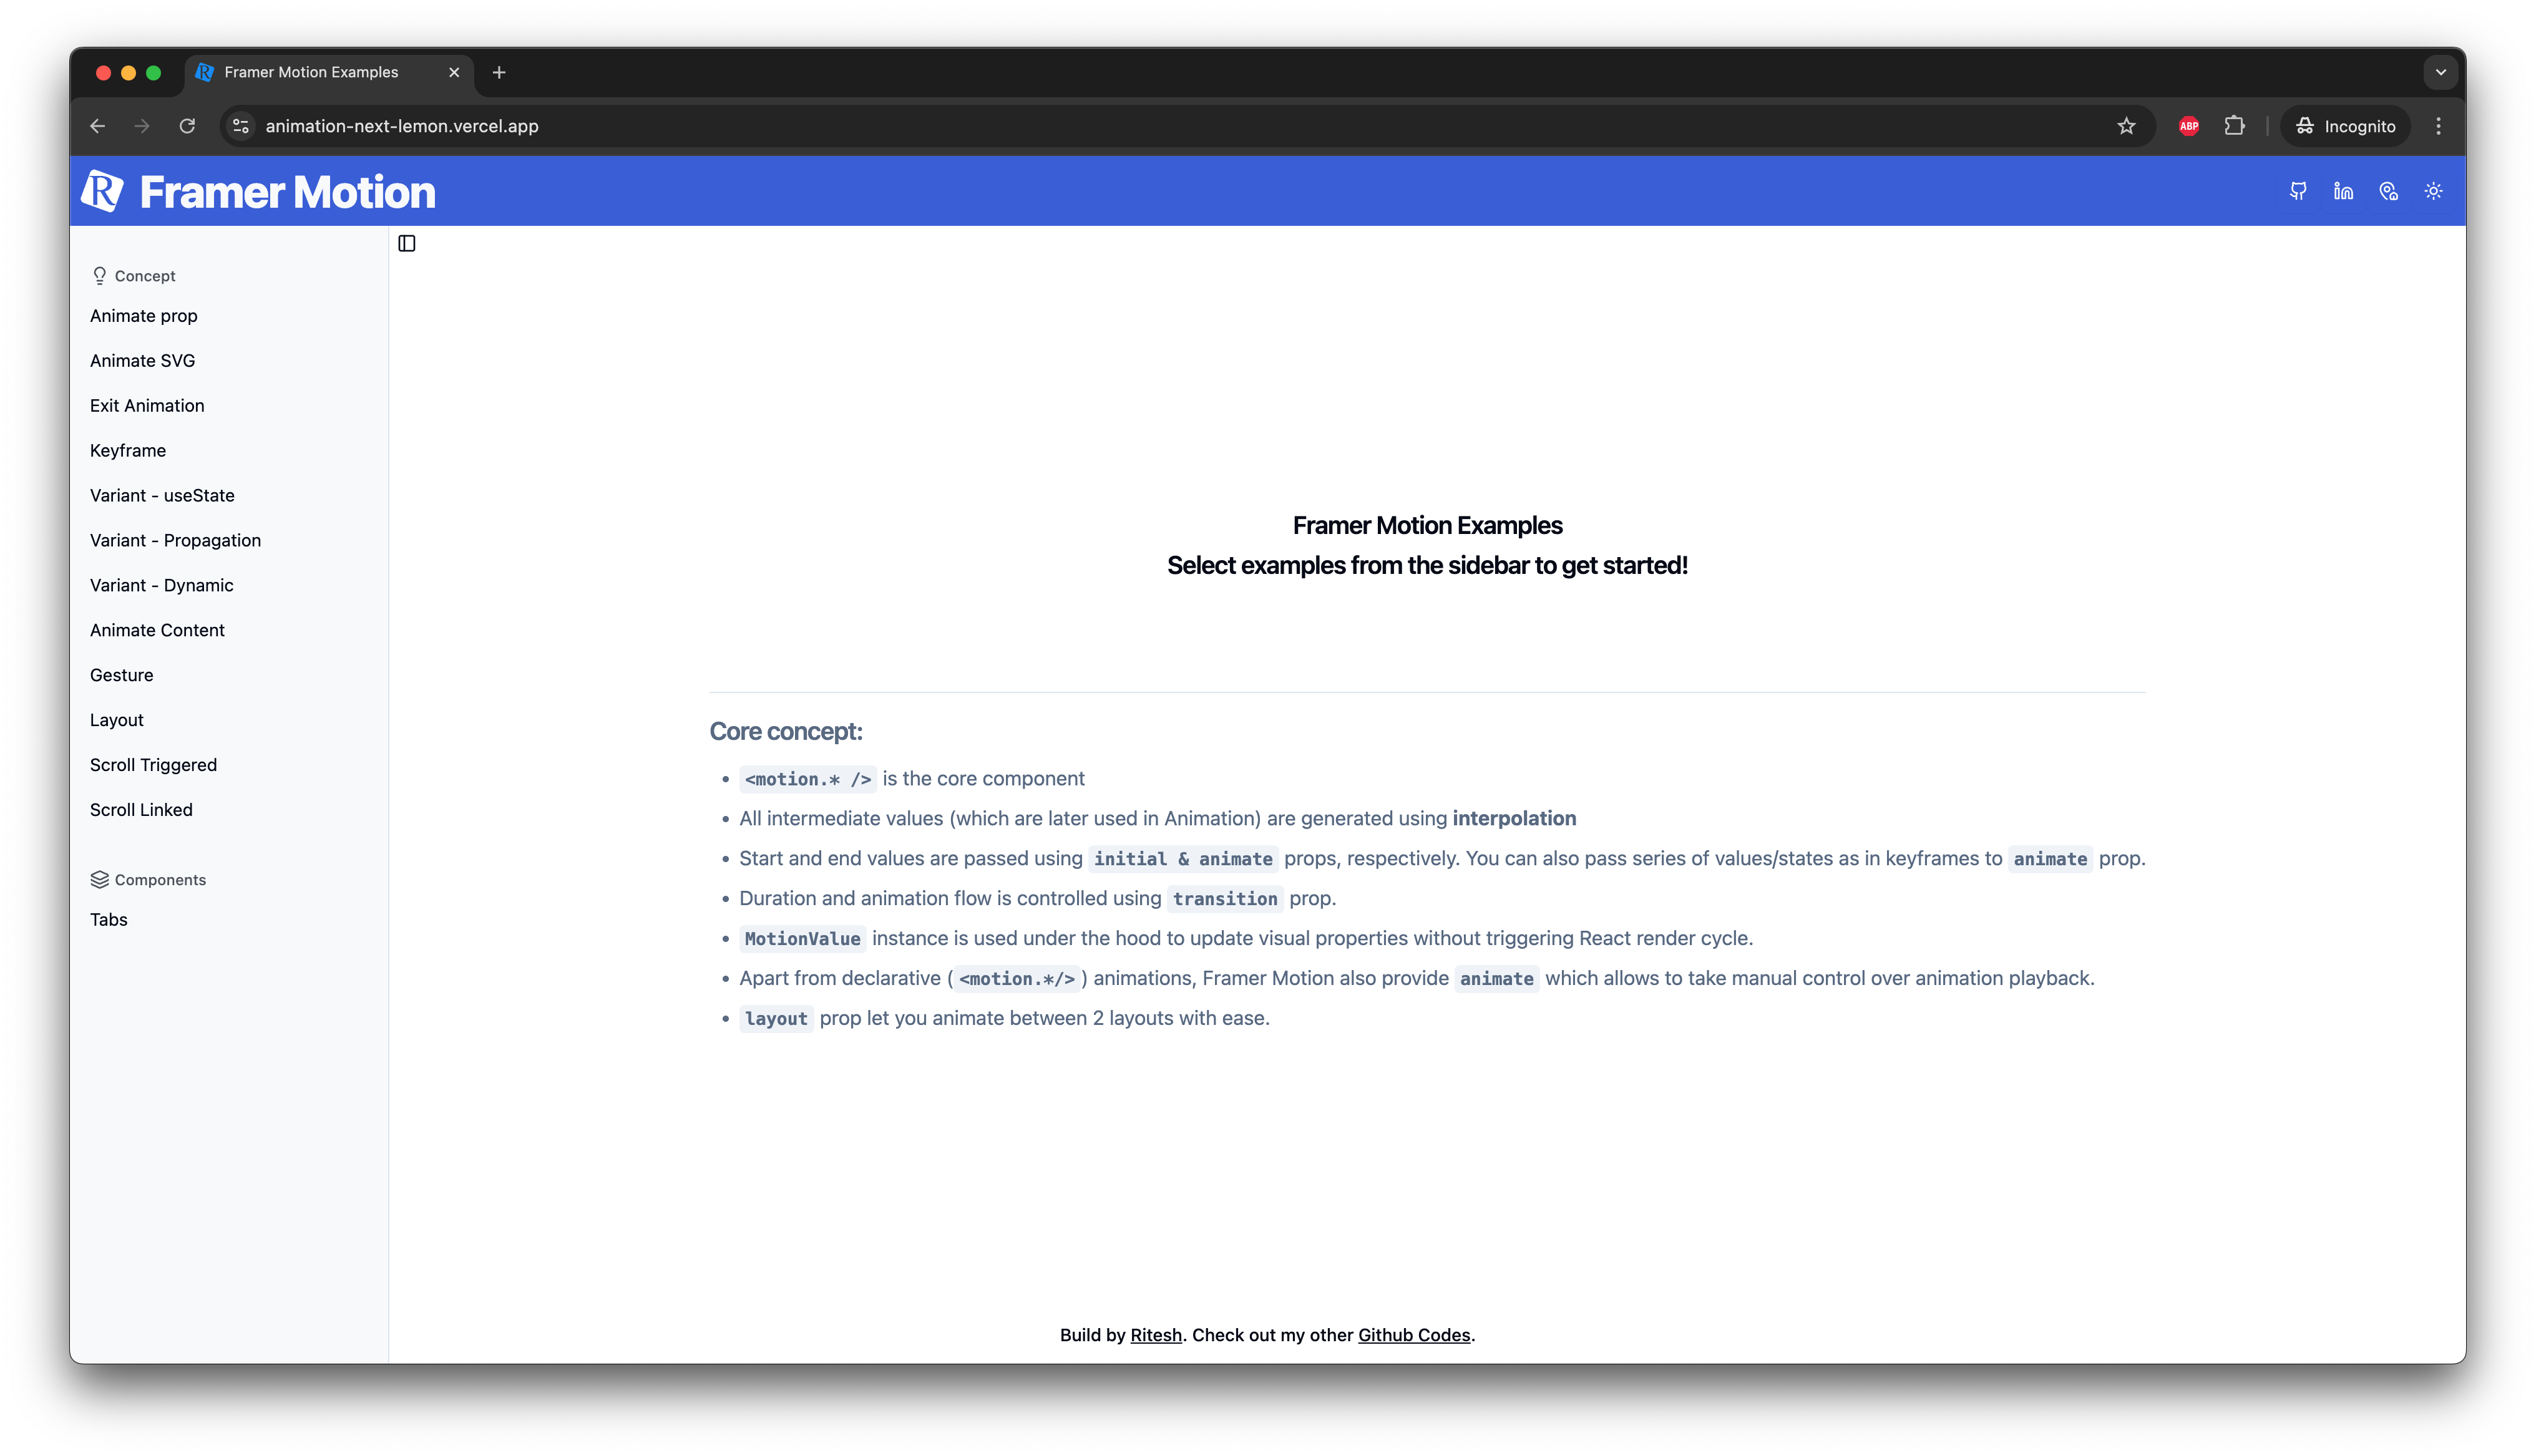 Framer Motion Examples
animation-next-lemon.vercel.app
ABP
Incognito
R Framer Motion
in
Concept
Animate prop
Animate SVG
Exit Animation
Keyframe
Variant - useState
Variant - Propagation
Variant - Dynamic
Animate Content
Gesture
Layout
Scroll Triggered
Scroll Linked
Components
Tabs
Framer Motion Examples
Select examples from the sidebar to get started!
Core concept:
• <motion.* /> is the core component
• All intermediate values (which are later used in Animation) are generated using interpolation
• Start and end values are passed using initial & animate props, respectively. You can also pass series of values/states as in keyframes to animate prop.
• Duration and animation flow is controlled using transition prop.
• MotionValue instance is used under the hood to update visual properties without triggering React render cycle.
• Apart from declarative (<motion.*/>) animations, Framer Motion also provide animate which allows to take manual control over animation playback.
• layout prop let you animate between 2 layouts with ease.
Build by Ritesh. Check out my other Github Codes.